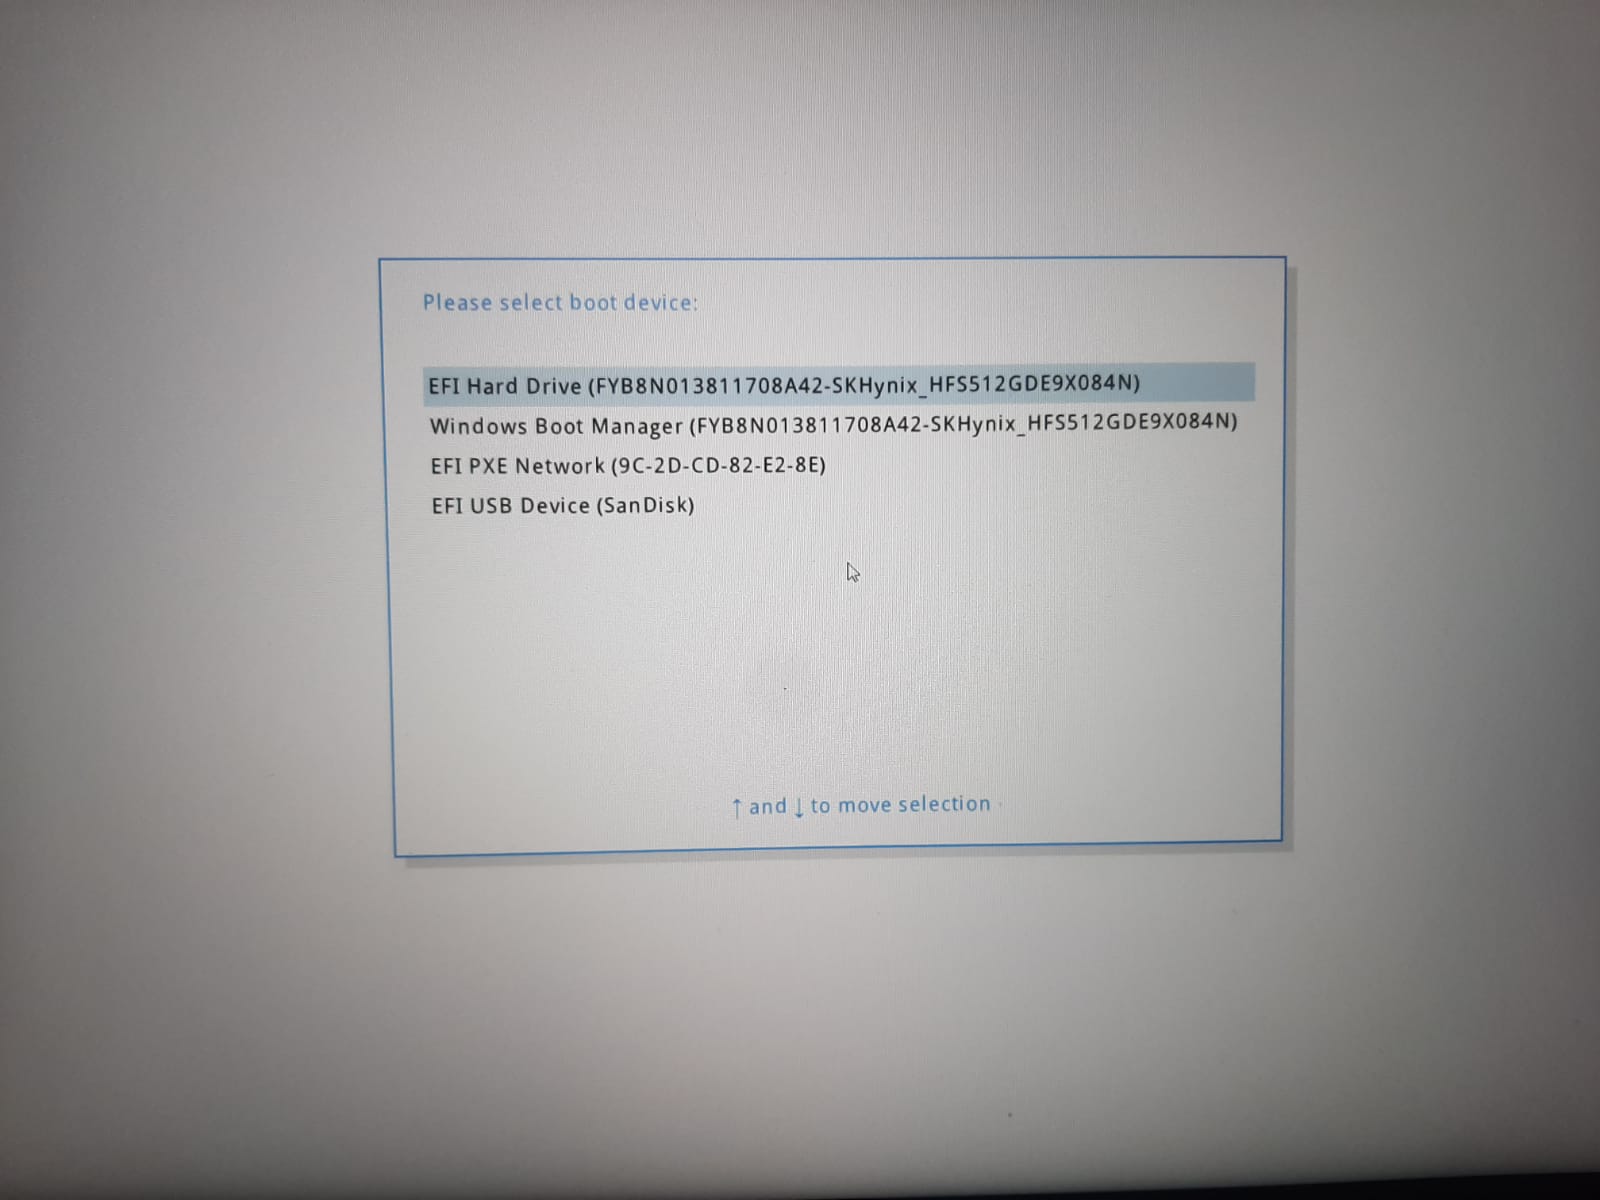 Please select boot device:
EFI Hard Drive (FYB8N013811708A42-SKHynix_HFS512GDE9X084N)
Windows Boot Manager (FYB8N013811708A42-SKHynix_HFS512GDE9X084N)
EFI PXE Network (9C-2D-CD-82-E2-8E)
EFI USB Device (SanDisk)
↑ and ↓ to move selection